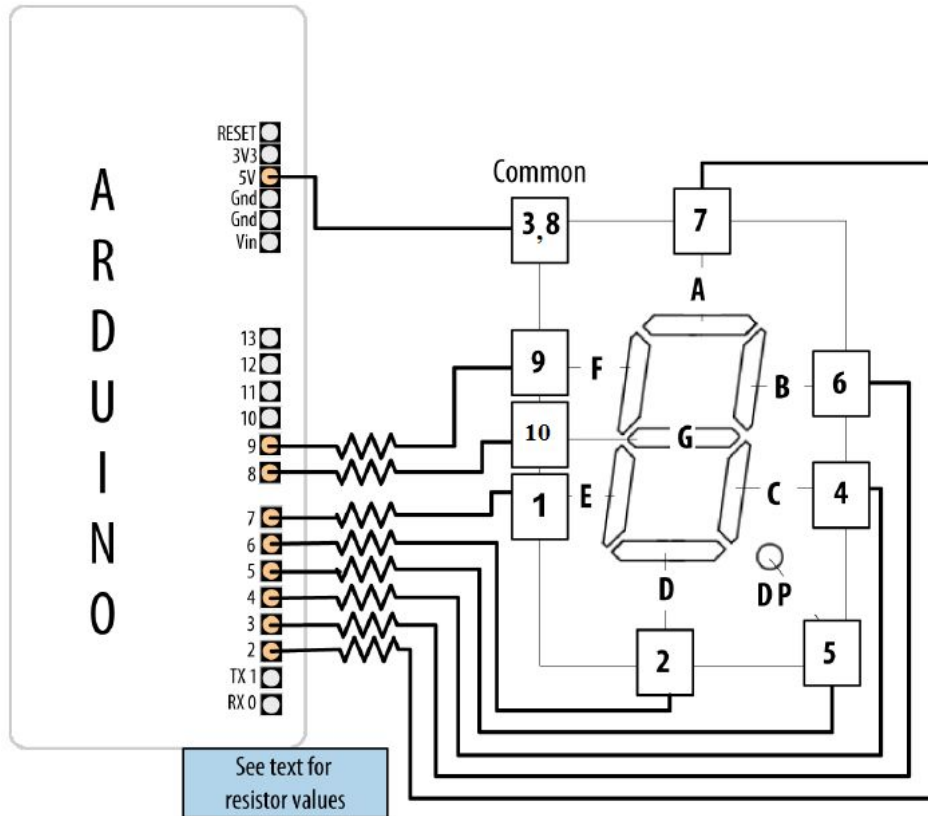 ARDUINO
RESET
3V3
5V
Gnd
Gnd
Vin
13
12
11
10
9
8
7
6
5
4
3
2
TX 1
RX 0
Common
3,8
7
A
9
F
B
6
10
G
1
E
C
4
D
DP
2
5
See text for
resistor values